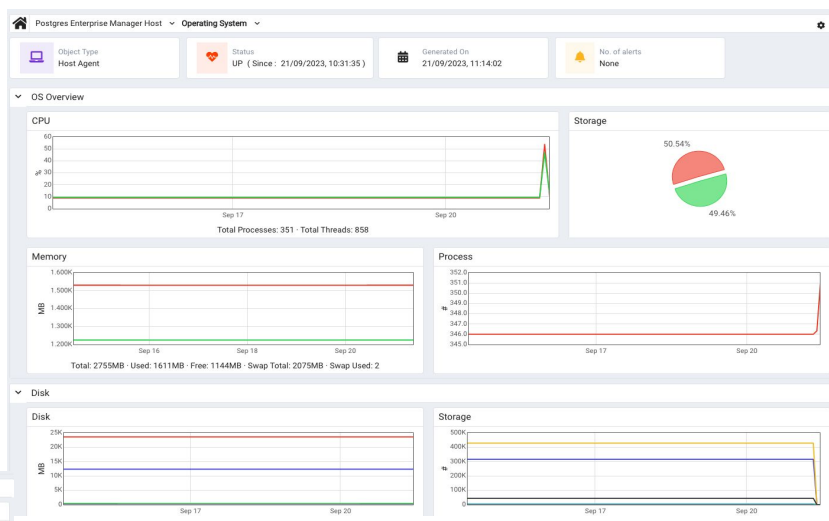 Postgres Enterprise Manager Host Operating System
Object Type
Host Agent
Status
UP ( Since : 21/09/2023, 10:31:35 )
Generated On
21/09/2023, 11:14:02
No. of alerts
None
OS Overview
CPU
60
50
40
30
20
10
0
%
Sep 17 Sep 20
Total Processes: 351 · Total Threads: 858
Storage
50.54%
49.46%
Memory
1.600K
1.500K
1.400K
1.300K
1.200K
MB
Sep 16 Sep 18 Sep 20
Total: 2755MB · Used: 1611MB · Free: 1144MB · Swap Total: 2075MB · Swap Used: 2
Process
352.0
351.0
350.0
349.0
348.0
347.0
346.0
345.0
#
Sep 17 Sep 20
Disk
Disk
25K
20K
15K
10K
5K
0
MB
Sep 17 Sep 20
Storage
500K
400K
300K
200K
100K
0
#
Sep 17 Sep 20